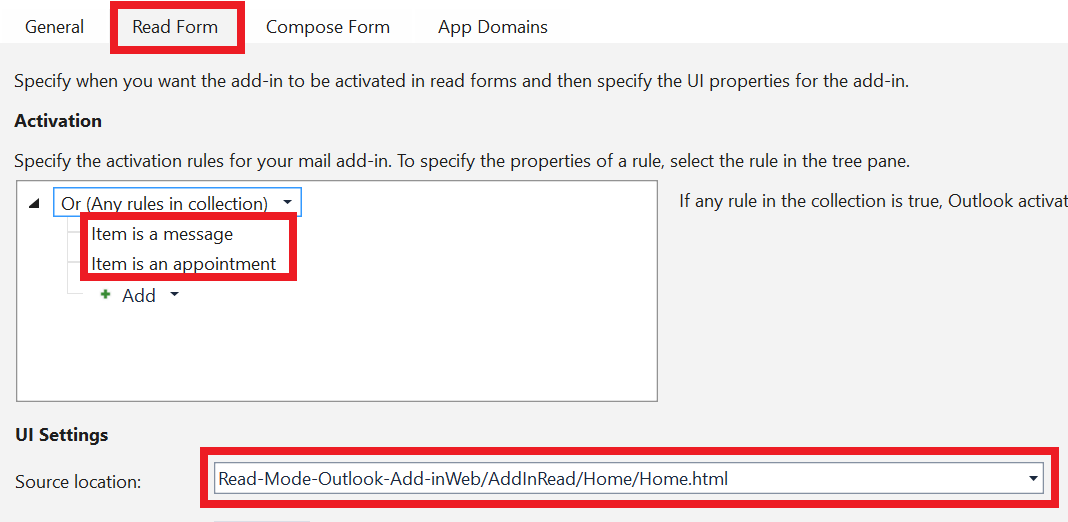 General Read Form Compose Form App Domains
Specify when you want the add-in to be activated in read forms and then specify the UI properties for the add-in.
Activation
Specify the activation rules for your mail add-in. To specify the properties of a rule, select the rule in the tree pane.
Or (Any rules in collection) If any rule in the collection is true, Outlook activat
Item is a message
Item is an appointment
Add
UI Settings
Source location: Read-Mode-Outlook-Add-inWeb/AddInRead/Home/Home.html